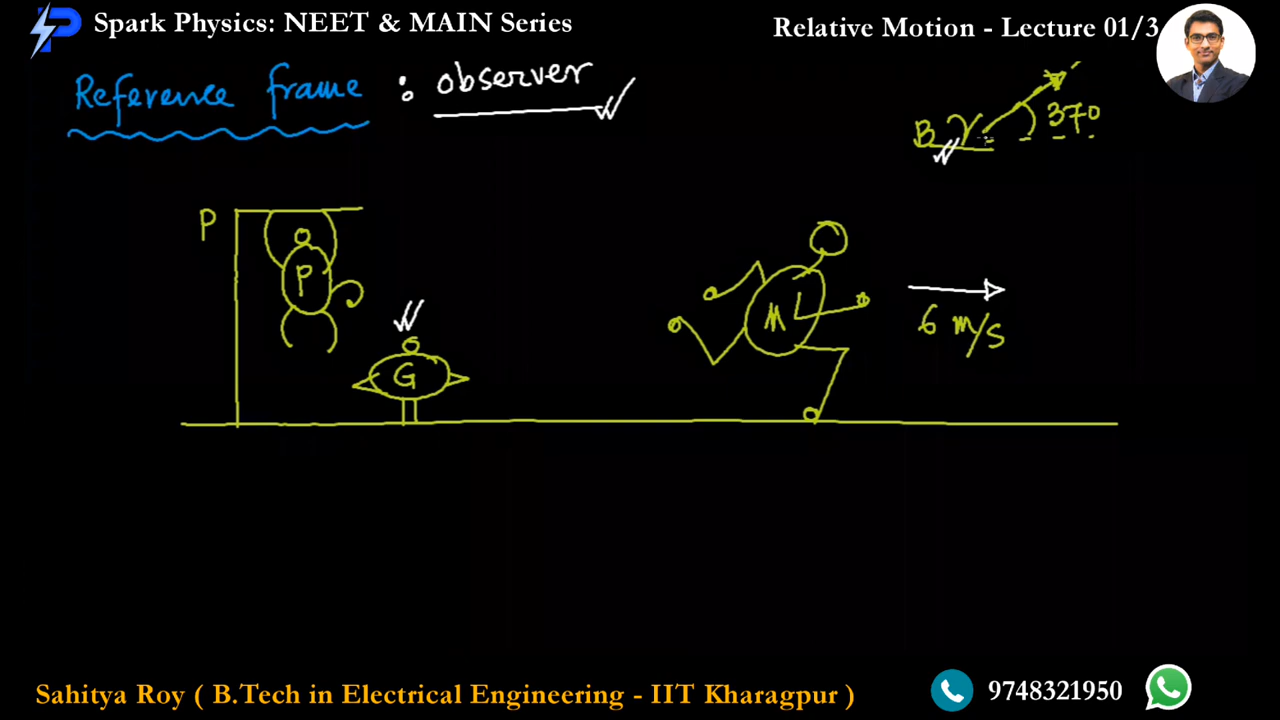 Spark Physics: NEET & MAIN Series
Relative Motion - Lecture 01/3
Reference frame : observer
B
37°
P
P
G
M
6 m/s
Sahitya Roy ( B.Tech in Electrical Engineering - IIT Kharagpur )
9748321950